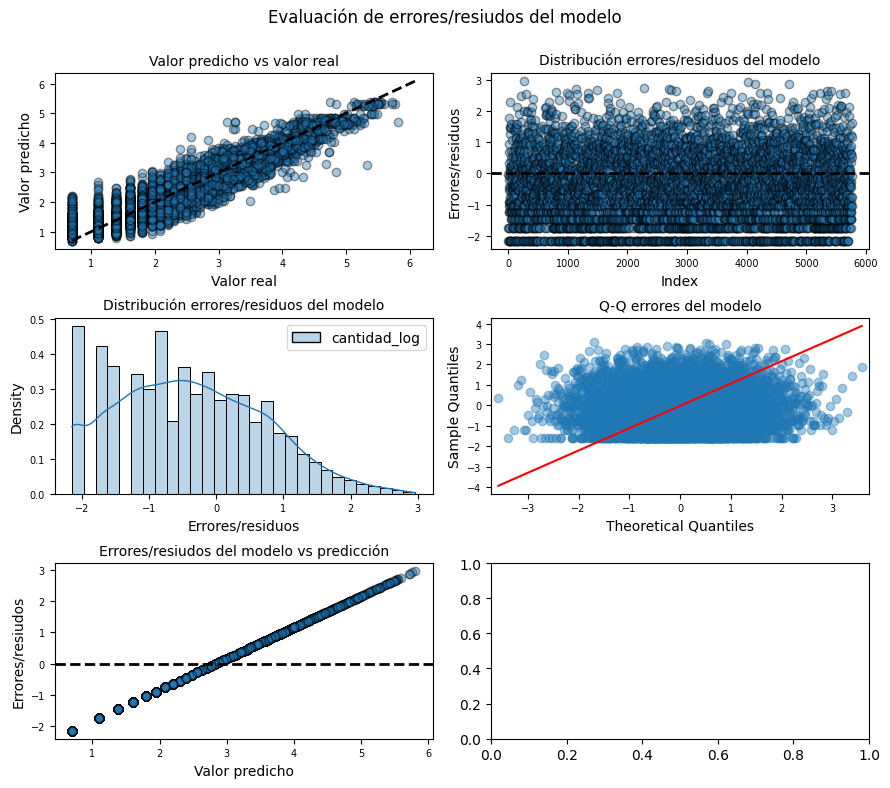 Evaluación de errores/resiudos del modelo
Valor predicho vs valor real
Valor predicho
6
5
4
3
2
1
1 2 3 4 5 6
Valor real
Distribución errores/residuos del modelo
Errores/residuos
3
2
1
0
−1
−2
0 1000 2000 3000 4000 5000 6000
Index
Distribución errores/residuos del modelo
Density
0.5
0.4
0.3
0.2
0.1
0.0
cantidad_log
−2 −1 0 1 2 3
Errores/residuos
Q-Q errores del modelo
Sample Quantiles
4
3
2
1
0
−1
−2
−3
−4
−3 −2 −1 0 1 2 3
Theoretical Quantiles
Errores/resiudos del modelo vs predicción
Errores/resiudos
3
2
1
0
−1
−2
1 2 3 4 5 6
Valor predicho
1.0
0.8
0.6
0.4
0.2
0.0
0.0 0.2 0.4 0.6 0.8 1.0